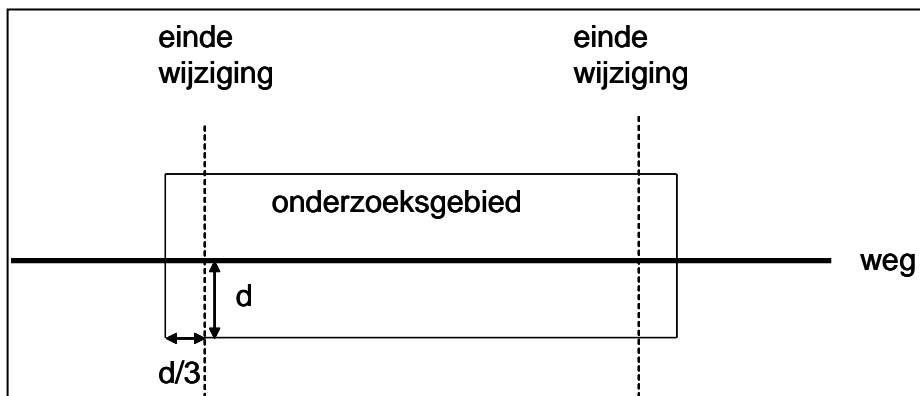 einde
wijziging
einde
wijziging
onderzoeksgebied
weg
d
d/3